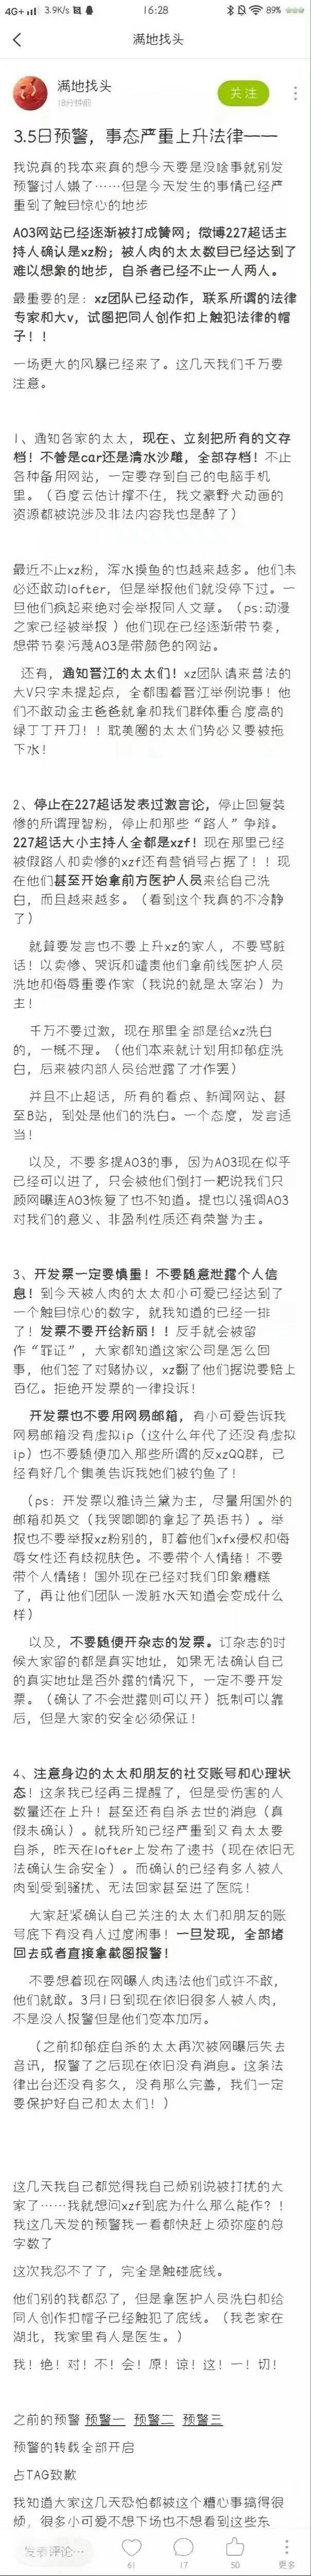 4G+ 3.9K/s 16:28 89%
满地找头
满地找头
18分钟前
关注
3.5日预警，事态严重上升法律——
我说真的我本来真的想今天要是没啥事就别发
预警讨人嫌了……但是今天发生的事情已经严
重到了触目惊心的地步
AO3网站已经逐渐被打成黄网；微博227超话主
持人确认是xz粉；被人肉的太太数目已经达到了
难以想象的地步，自杀者已经不止一人两人。
最重要的是：xz团队已经动作，联系所谓的法律
专家和大v，试图把同人创作扣上触犯法律的帽
子！！
一场更大的风暴已经来了。这几天我们千万要
注意。
1、通知各家的太太，现在、立刻把所有的文存
档！不管是car还是清水沙雕，全部存档！不止
各种备用网站，一定要存到自己的电脑手机
里。（百度云估计撑不住，我文豪野犬动画的
资源都被说涉及非法内容我也是醉了）
最近不止xz粉，浑水摸鱼的也越来越多。他们未
必还敢动lofter，但是举报他们就没停下过。一
旦他们疯起来绝对会举报同人文章。（ps:动漫
之家已经被举报 ）他们现在已经逐渐带节奏，
想带节奏污蔑AO3是带颜色的网站。
还有，通知晋江的太太们！xz团队请来普法的
大V只字未提起点，全都围着晋江举例说事！他
们不敢动金主爸爸就拿和我们群体重合度高的
绿丁丁开刀！！耽美圈的太太们势必又要被拖
下水！
2、停止在227超话发表过激言论，停止回复装
惨的所谓理智粉，停止和那些“路人”争辩。
227超话大小主持人全都是xzf！现在那里已经
被假路人和卖惨的xzf还有营销号占据了！！现
在他们甚至开始拿前方医护人员来给自己洗
白，而且越来越多。（看到这个我真的不冷静
了）
就算要发言也不要上升xz的家人，不要骂脏
话！以卖惨、哭诉和谴责他们拿前线医护人员
洗地和侮辱重要作家（我说的就是太宰治）为
主！
千万不要过激，现在那里全部是给xz洗白
的，一概不理。（他们本来就计划用抑郁症洗
白，后来被内部人员给泄露了才作罢）
并且不止超话，所有的看点、新闻网站、甚
至B站，到处是他们的洗白。一个态度，发言适
当！
以及，不要多提AO3的事，因为AO3现在似乎
已经可以进了，只会被他们倒打一耙说我们只
顾网曝连AO3恢复了也不知道。提也以强调AO3
对我们的意义、非盈利性质还有荣誉为主。
3、开发票一定要慎重！不要随意泄露个人信
息！到今天被人肉的太太和小可爱已经达到了
一个触目惊心的数字，就我知道的已经一排
了！发票不要开给新丽！！反手就会被留
作“罪证”，大家都知道这家公司是怎么回
事，他们签了对赌协议，xz翻了他们据说要赔上
百亿。拒绝开发票的一律投诉！
开发票也不要用网易邮箱，有小可爱告诉我
网易邮箱没有虚拟ip（这什么年代了还没有虚拟
ip）也不要随便加入那些所谓的反xzQQ群，已
经有好几个集美告诉我她们被钓鱼了！
（ps：开发票以雅诗兰黛为主，尽量用国外的
邮箱和英文（我哭唧唧的拿起了英语书）。举
报也不要举报xz粉别的，盯着他们xfx侵权和侮
辱女性还有歧视肤色。不要带个人情绪！不要
带个人情绪！国外现在已经对我们印象糟糕
了，再让他们团队一泼脏水天知道会变成什么
样）
以及，不要随便开杂志的发票。订杂志的时
候大家留的都是真实地址，如果无法确认自己
的真实地址是否外露的情况下，一定不要开发
票。（确认了不会泄露则可以开）抵制可以靠
后，但是大家的安全必须保证！
4、注意身边的太太和朋友的社交账号和心理状
态！这条我已经再三提醒了，但是受伤害的人
数量还在上升！甚至还有自杀去世的消息（真
假未确认）。就我所知已经严重到又有太太要
自杀，昨天在lofter上发布了遗书（现在依旧无
法确认生命安全）。而确认的已经有多人被人
肉到受到骚扰、无法回家甚至进了医院！
大家赶紧确认自己关注的太太们和朋友的账
号底下有没有人过度闹事！一旦发现，全部堵
回去或者直接拿截图报警！
不要想着现在网曝人肉违法他们或许不敢，
他们就敢。3月1日到现在依旧很多人被人肉，
不是没人报警但是他们变本加厉。
（之前抑郁症自杀的太太再次被网曝后失去
音讯，报警了之后现在依旧没有消息。这条法
律出台还没有多久，没有那么完善，我们一定
要保护好自己和太太们！）
这几天我自己都觉得我自己烦别说被打扰的大
家了……我就想问xzf到底为什么那么能作？！
我这几天发的预警我一看都快赶上须弥座的总
字数了
这次我忍不了了，完全是触碰底线。
他们别的我都忍了，但是拿医护人员洗白和给
同人创作扣帽子已经触犯了底线。（我老家在
湖北，我家里有人是医生。）
我！绝！对！不！会！原！谅！这！一！切！
之前的预警 预警一 预警二 预警三
预警的转载全部开启
占TAG致歉
我知道大家这几天恐怕都被这个糟心事搞得很
烦，很多小可爱不想下场也不想看到这些东
发表评论… 61 17 50 更多